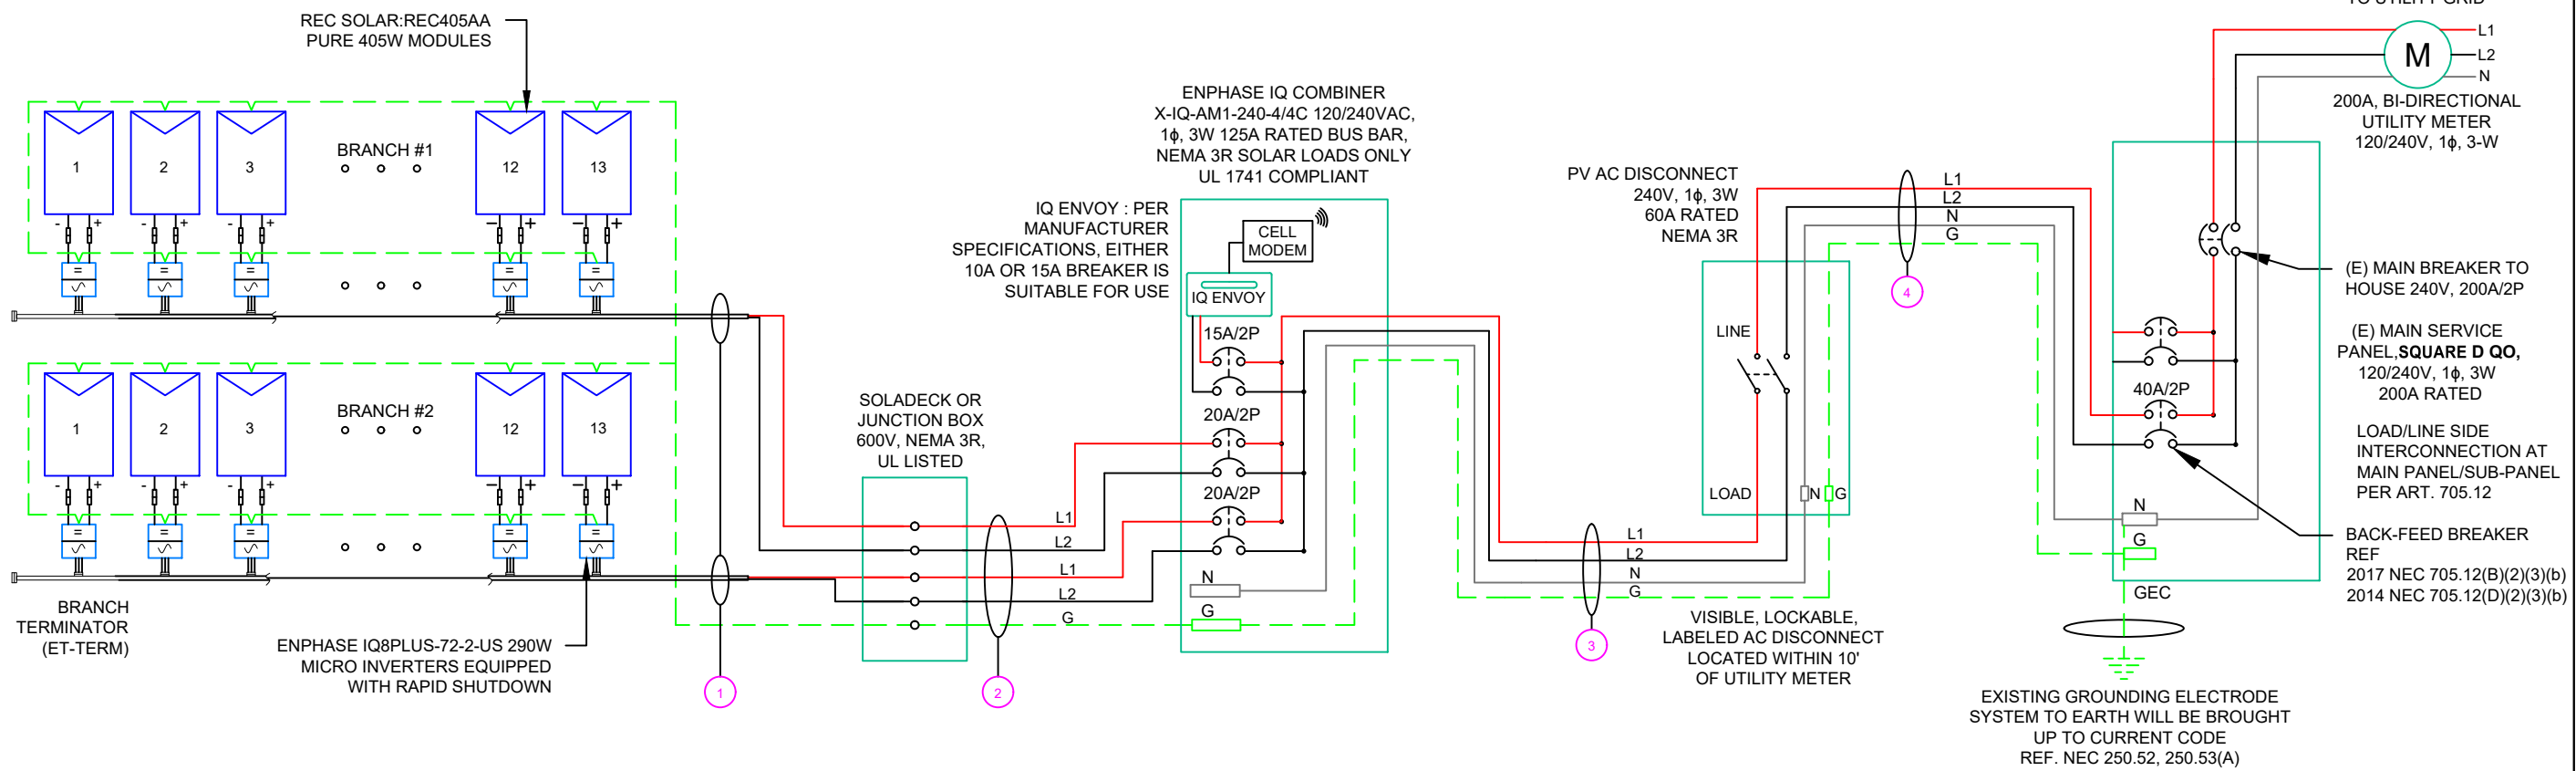 REC SOLAR:REC405AA
PURE 405W MODULES
1
2
3
BRANCH #1
12
13
- +
- +
- +
- +
- +
=
=
=
=
=
1
2
3
BRANCH #2
12
13
- +
- +
- +
- +
- +
=
=
=
=
=
BRANCH
TERMINATOR
(ET-TERM)
ENPHASE IQ8PLUS-72-2-US 290W
MICRO INVERTERS EQUIPPED
WITH RAPID SHUTDOWN
1
SOLADECK OR
JUNCTION BOX
600V, NEMA 3R,
UL LISTED
L1
L2
L1
L2
G
2
ENPHASE IQ COMBINER
X-IQ-AM1-240-4/4C 120/240VAC,
1ϕ, 3W 125A RATED BUS BAR,
NEMA 3R SOLAR LOADS ONLY
UL 1741 COMPLIANT
IQ ENVOY : PER
MANUFACTURER
SPECIFICATIONS, EITHER
10A OR 15A BREAKER IS
SUITABLE FOR USE
CELL
MODEM
IQ ENVOY
15A/2P
20A/2P
20A/2P
N
G
L1
L2
N
G
3
PV AC DISCONNECT
240V, 1ϕ, 3W
60A RATED
NEMA 3R
LINE
LOAD
N G
VISIBLE, LOCKABLE,
LABELED AC DISCONNECT
LOCATED WITHIN 10'
OF UTILITY METER
L1
L2
N
G
4
TO UTILITY GRID
L1
L2
N
M
200A, BI-DIRECTIONAL
UTILITY METER
120/240V, 1ϕ, 3-W
(E) MAIN BREAKER TO
HOUSE 240V, 200A/2P
(E) MAIN SERVICE
PANEL,SQUARE D QO,
120/240V, 1ϕ, 3W
200A RATED
40A/2P
LOAD/LINE SIDE
INTERCONNECTION AT
MAIN PANEL/SUB-PANEL
PER ART. 705.12
N
G
BACK-FEED BREAKER
REF
2017 NEC 705.12(B)(2)(3)(b)
2014 NEC 705.12(D)(2)(3)(b)
GEC
EXISTING GROUNDING ELECTRODE
SYSTEM TO EARTH WILL BE BROUGHT
UP TO CURRENT CODE
REF. NEC 250.52, 250.53(A)